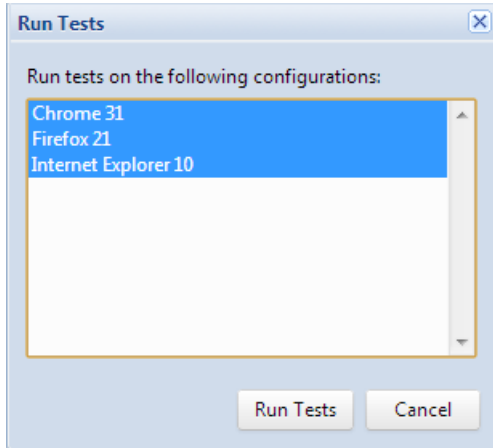 Run Tests
Run tests on the following configurations:
Chrome 31
Firefox 21
Internet Explorer 10
Run Tests
Cancel